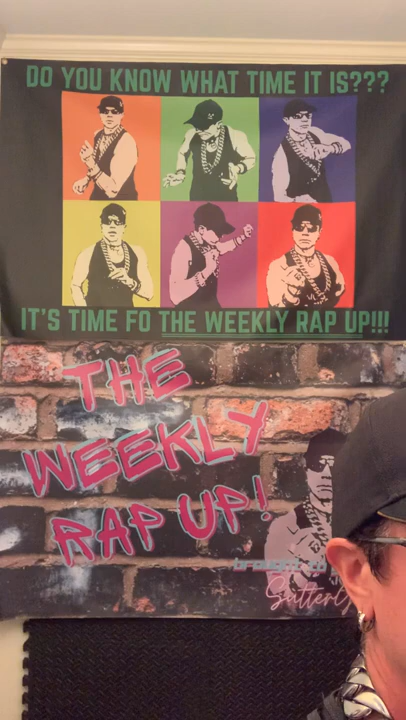 DO YOU KNOW WHAT TIME IT IS???
IT'S TIME FO THE WEEKLY RAP UP!!!
THE
WEEKLY
RAP UP!